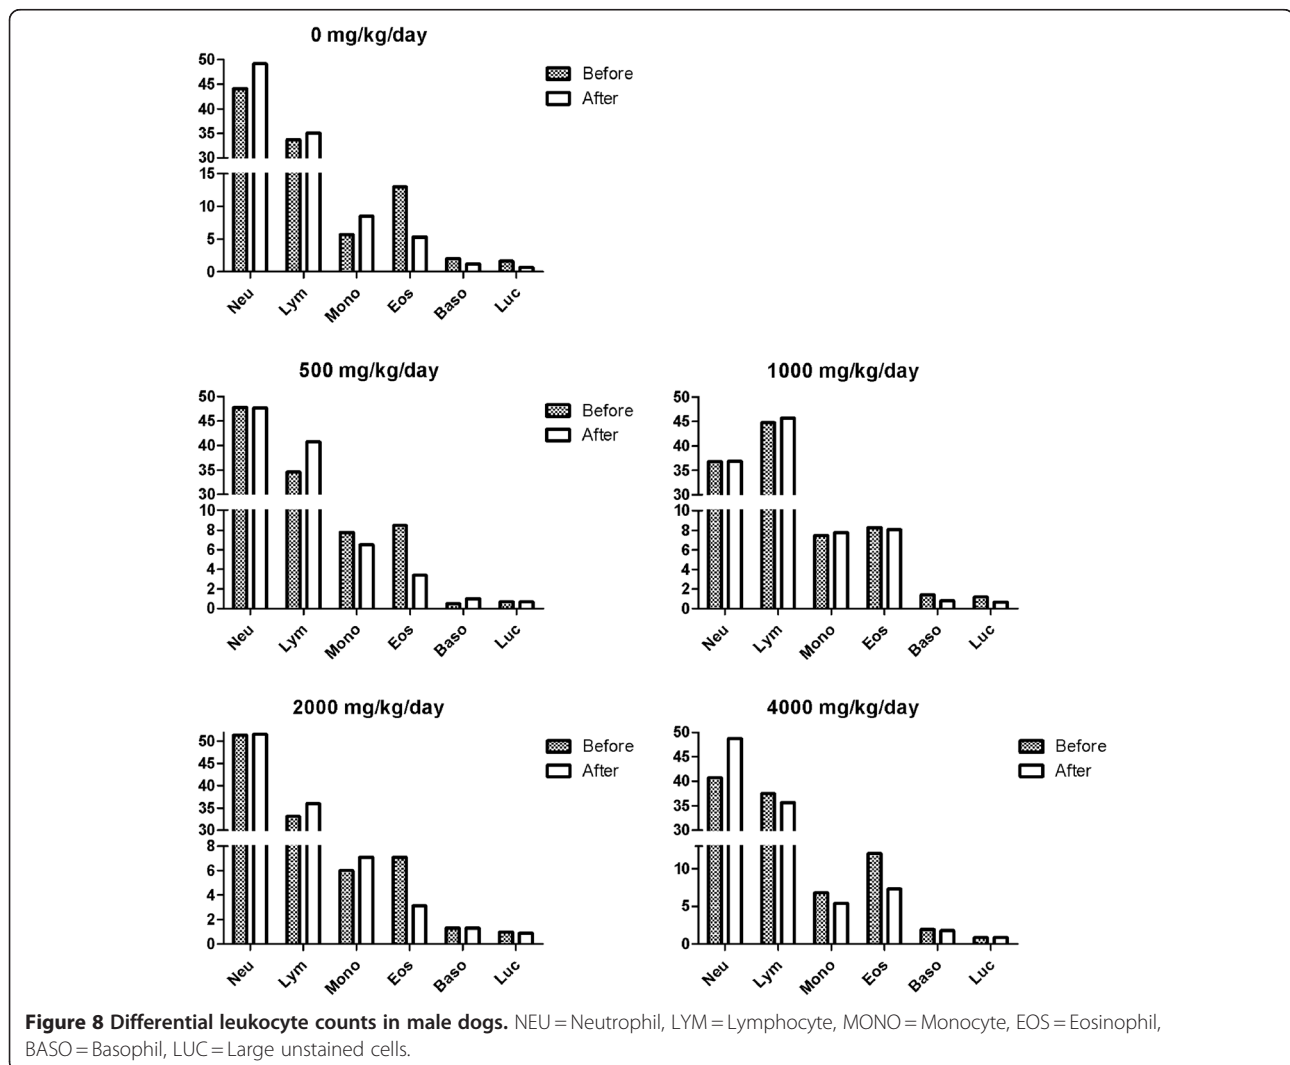 0 mg/kg/day
50
45
40
35
30
15
10
5
0
Before
After
Neu Lym Mono Eos Baso Luc
500 mg/kg/day
50
45
40
35
30
10
8
6
4
2
0
Before
After
Neu Lym Mono Eos Baso Luc
1000 mg/kg/day
50
45
40
35
30
10
8
6
4
2
0
Before
After
Neu Lym Mono Eos Baso Luc
2000 mg/kg/day
50
45
40
35
30
8
6
4
2
0
Before
After
Neu Lym Mono Eos Baso Luc
4000 mg/kg/day
50
45
40
35
30
10
5
0
Before
After
Neu Lym Mono Eos Baso Luc
Figure 8 Differential leukocyte counts in male dogs. NEU = Neutrophil, LYM = Lymphocyte, MONO = Monocyte, EOS = Eosinophil,
BASO = Basophil, LUC = Large unstained cells.